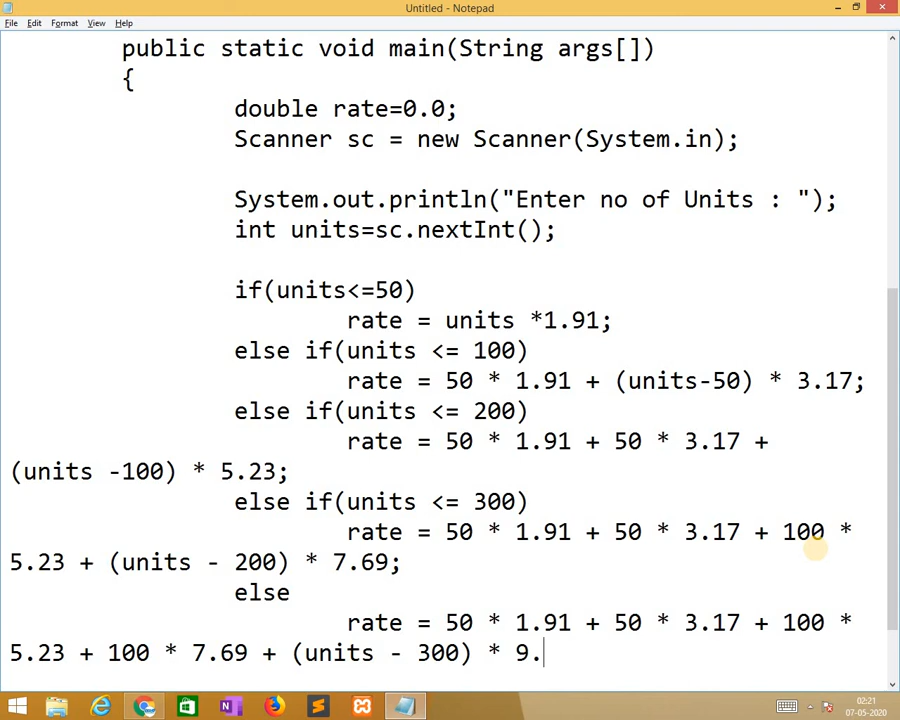 Untitled - Notepad
File Edit Format View Help
public static void main(String args[])
{
double rate=0.0;
Scanner sc = new Scanner(System.in);
System.out.println("Enter no of Units : ");
int units=sc.nextInt();
if(units<=50)
rate = units *1.91;
else if(units <= 100)
rate = 50 * 1.91 + (units-50) * 3.17;
else if(units <= 200)
rate = 50 * 1.91 + 50 * 3.17 +
(units -100) * 5.23;
else if(units <= 300)
rate = 50 * 1.91 + 50 * 3.17 + 100 *
5.23 + (units - 200) * 7.69;
else
rate = 50 * 1.91 + 50 * 3.17 + 100 *
5.23 + 100 * 7.69 + (units - 300) * 9.
02:21
07-05-2020